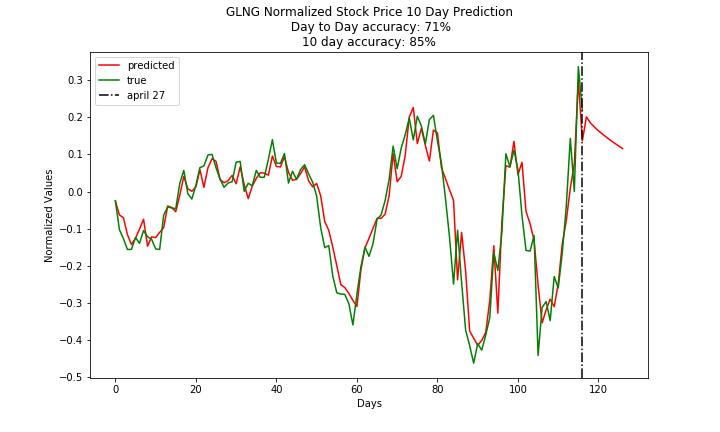 GLNG Normalized Stock Price 10 Day Prediction
Day to Day accuracy: 71%
10 day accuracy: 85%
predicted
true
april 27
Normalized Values
0.3
0.2
0.1
0.0
−0.1
−0.2
−0.3
−0.4
−0.5
0 20 40 60 80 100 120
Days